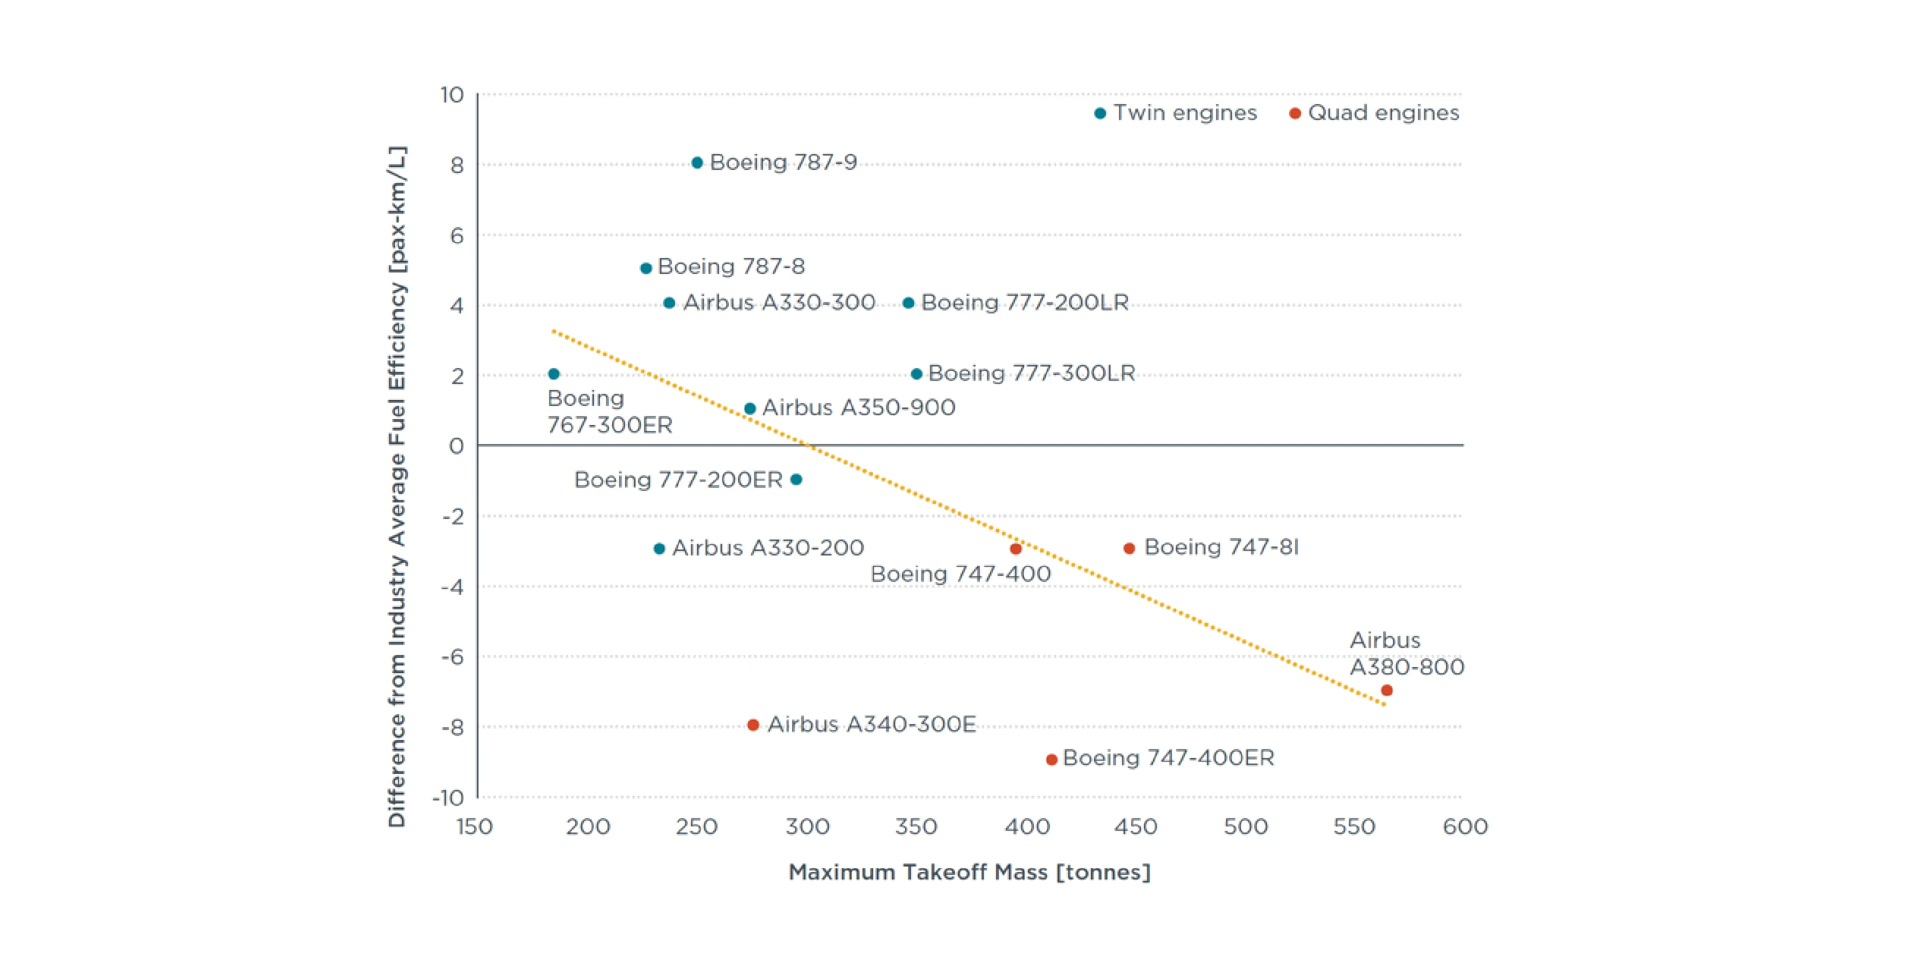 Difference from Industry Average Fuel Efficiency [pax-km/L]
10
8
6
4
2
0
-2
-4
-6
-8
-10
Twin engines
Quad engines
Boeing 787-9
Boeing 787-8
Airbus A330-300
Boeing 777-200LR
Boeing 777-300LR
Boeing
767-300ER
Airbus A350-900
Boeing 777-200ER
Airbus A330-200
Boeing 747-400
Boeing 747-8I
Airbus
A380-800
Airbus A340-300E
Boeing 747-400ER
150 200 250 300 350 400 450 500 550 600
Maximum Takeoff Mass [tonnes]